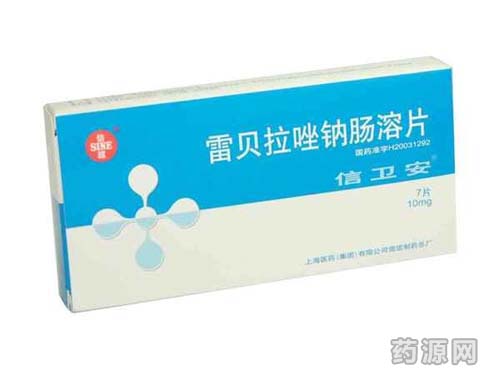 信谊
SINE
雷贝拉唑钠肠溶片
国药准字H20031292
信卫安®
7片
10mg
上海医药(集团)有限公司信谊制药总厂
药源网